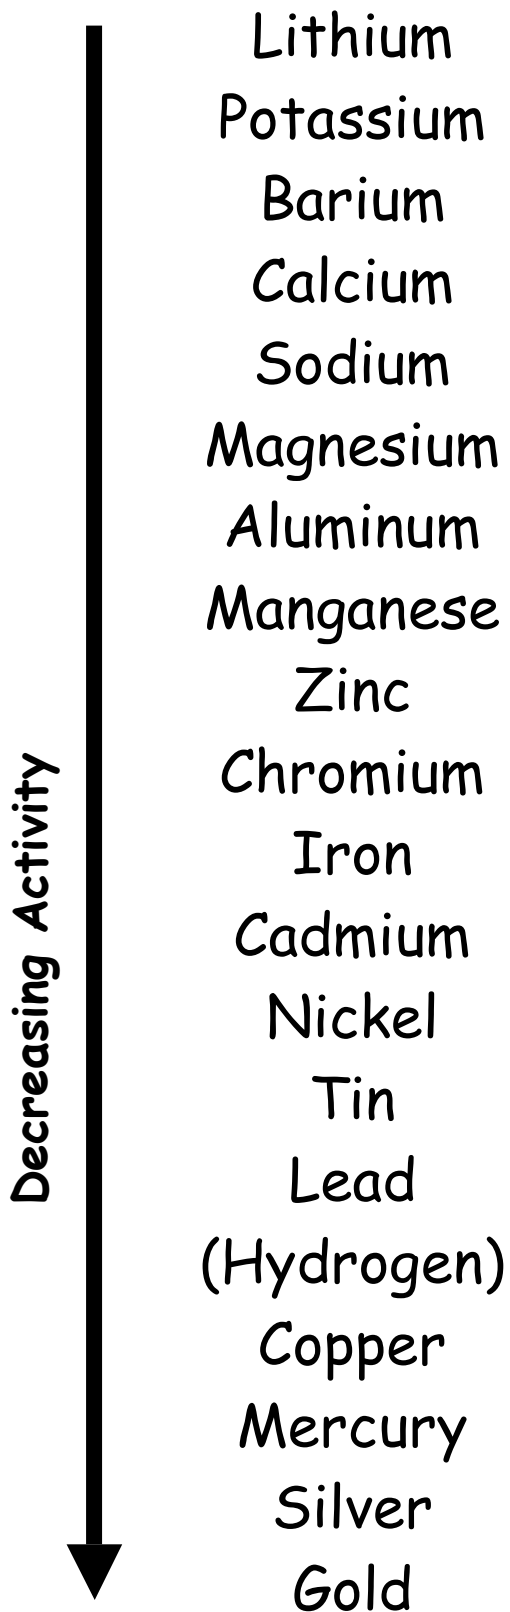 Decreasing Activity
Lithium
Potassium
Barium
Calcium
Sodium
Magnesium
Aluminum
Manganese
Zinc
Chromium
Iron
Cadmium
Nickel
Tin
Lead
(Hydrogen)
Copper
Mercury
Silver
Gold